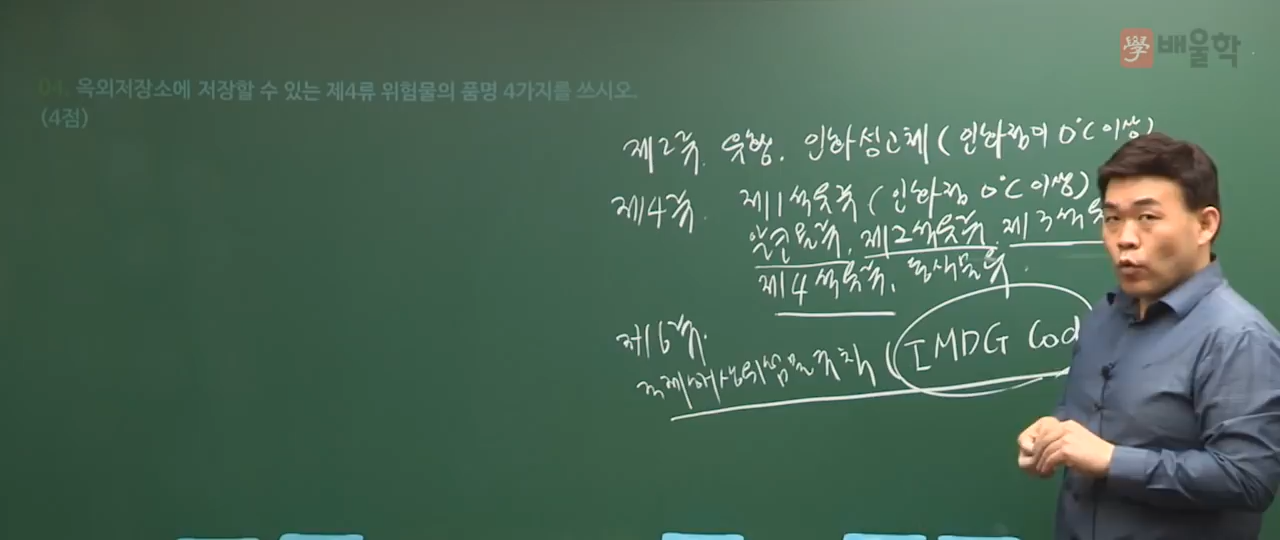 學 배울학
04. 옥외저장소에 저장할 수 있는 제4류 위험물의 품명 4가지를 쓰시오.
(4점)
제2류. 유황. 인화성고체 (인화점이 0℃ 이상)
제4류. 제1석유류 (인화점 0℃ 이상)
알콜올류, 제2석유류, 제3석유
제4석유류, 동식물유.
제6류.
국제해상위험물규칙 (IMDG Cod